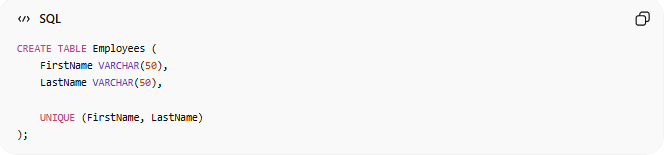 </> SQL
CREATE TABLE Employees (
    FirstName VARCHAR(50),
    LastName VARCHAR(50),

    UNIQUE (FirstName, LastName)
);